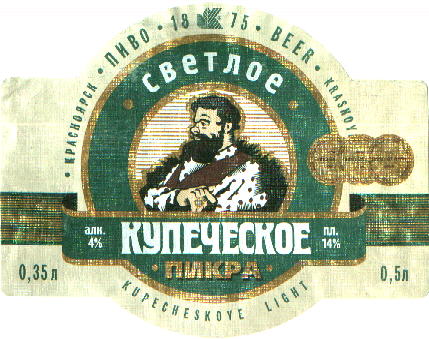 • КРАСНОЯРСК • ПИВО • 18 75 • BEER • KRASNOY
СВЕТЛОЕ
алк. 4%
КУПЕЧЕСКОЕ
пл. 14%
• ПИКРА •
0,35 л
0,5 л
KUPECHESKOYE LIGHT